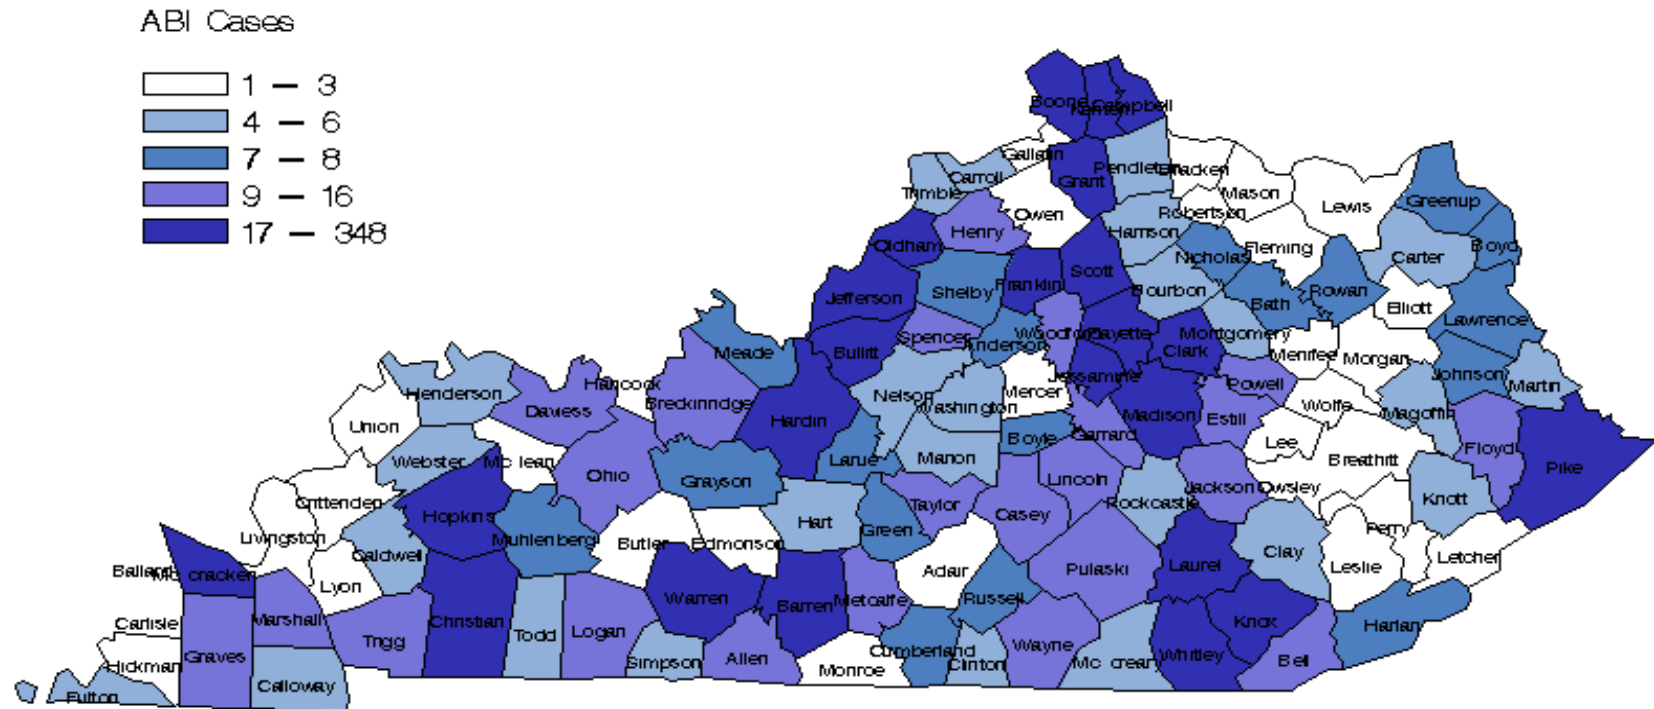 ABI Cases
1 – 3
4 – 6
7 – 8
9 – 16
17 – 348
Boone
Kenton
Campbell
Gallatin
Carroll
Trimble
Grant
Pendleton
Bracken
Mason
Lewis
Greenup
Robertson
Owen
Henry
Harrison
Oldham
Fleming
Nicholas
Boyd
Carter
Scott
Franklin
Shelby
Jefferson
Bourbon
Bath
Rowan
Elliott
Lawrence
Spencer
Anderson
Woodford
Fayette
Montgomery
Bullitt
Meade
Clark
Menifee
Morgan
Johnson
Martin
Hancock
Henderson
Daviess
Breckinridge
Nelson
Washington
Mercer
Jessamine
Powell
Wolfe
Magoffin
Union
Hardin
Madison
Estill
Boyle
Garrard
Lee
Floyd
Pike
Breathitt
Webster
Mc lean
Ohio
Grayson
Larue
Marion
Lincoln
Jackson
Owsley
Knott
Crittenden
Hopkins
Hart
Taylor
Casey
Rockcastle
Perry
Livingston
Caldwell
Muhlenberg
Butler
Edmonson
Green
Clay
Letcher
Ballard
Mc cracken
Lyon
Adair
Pulaski
Laurel
Leslie
Warren
Barren
Metcalfe
Russell
Carlisle
Marshall
Trigg
Christian
Todd
Logan
Knox
Harlan
Hickman
Graves
Simpson
Allen
Monroe
Cumberland
Clinton
Wayne
Mc creary
Whitley
Bell
Fulton
Calloway